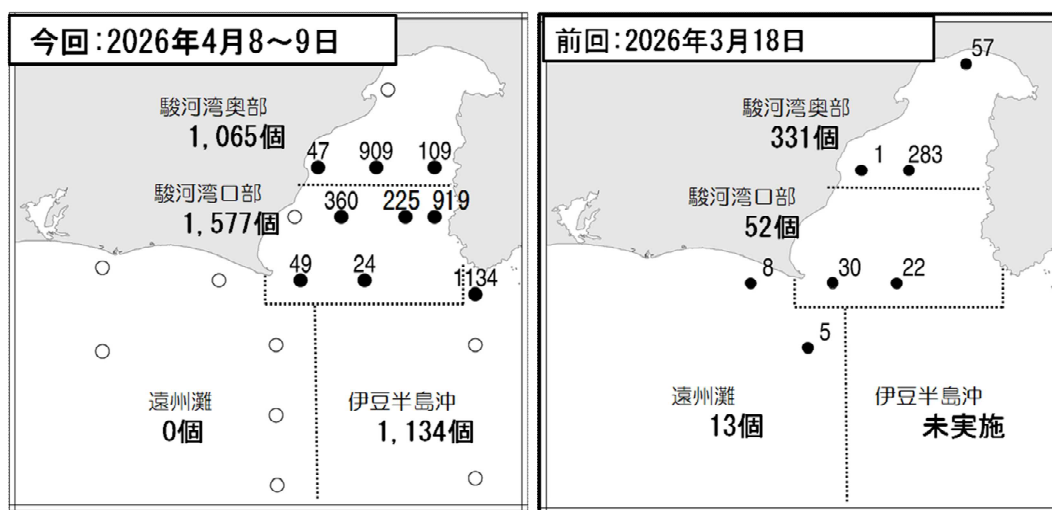 今回:2026年4月8～9日
駿河湾奥部
1,065個
47 909 109
駿河湾口部
1,577個
360 225 919
49 24 1134
遠州灘
0個
伊豆半島沖
1,134個
前回:2026年3月18日
57
駿河湾奥部
331個
1 283
駿河湾口部
52個
8 30 22
5
遠州灘
13個
伊豆半島沖
未実施